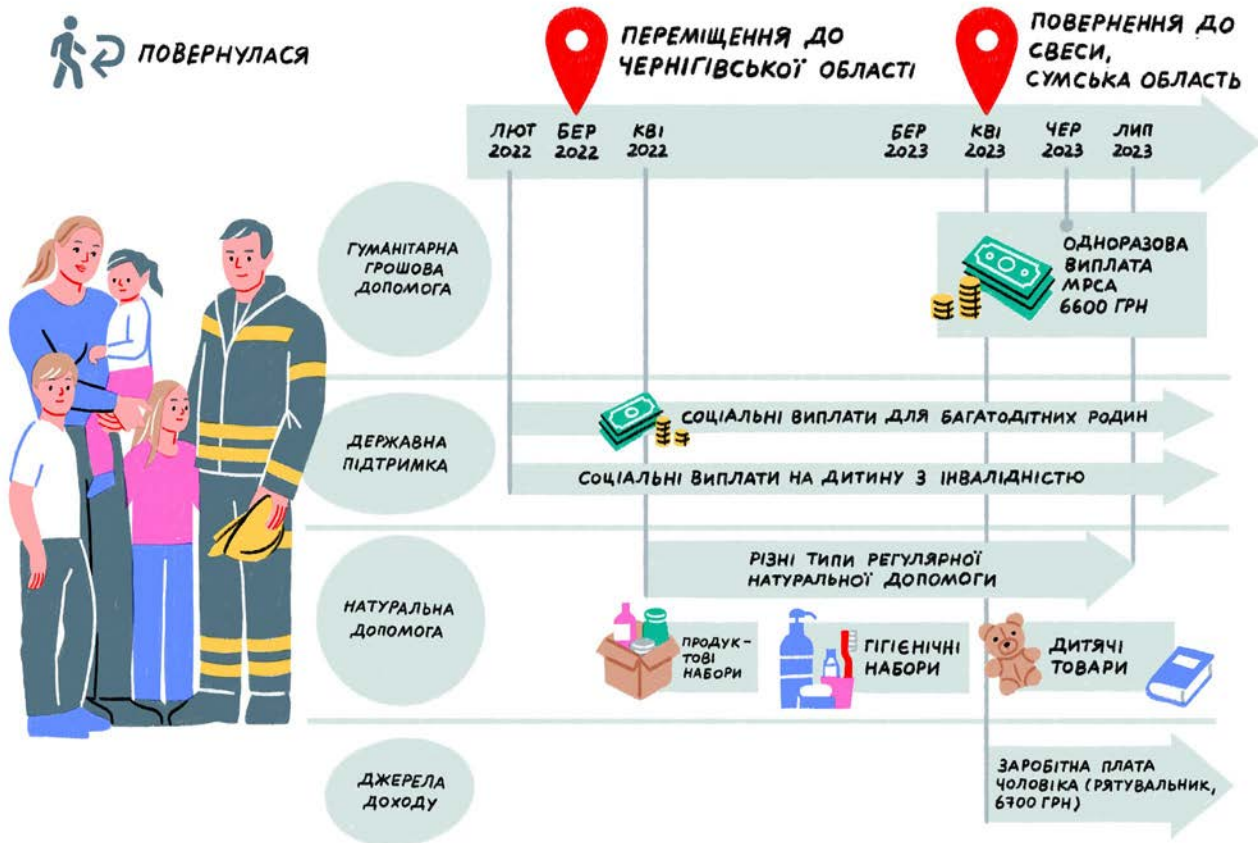 ПОВЕРНУЛАСЯ
ПЕРЕМІЩЕННЯ ДО
ЧЕРНІГІВСЬКОЇ ОБЛАСТІ
ПОВЕРНЕННЯ ДО
СВЕСИ,
СУМСЬКА ОБЛАСТЬ
ЛЮТ
2022
БЕР
2022
КВІ
2022
БЕР
2023
КВІ
2023
ЧЕР
2023
ЛИП
2023
ГУМАНІТАРНА
ГРОШОВА
ДОПОМОГА
ОДНОРАЗОВА
ВИПЛАТА
МРСА
6600 ГРН
ДЕРЖАВНА
ПІДТРИМКА
СОЦІАЛЬНІ ВИПЛАТИ ДЛЯ БАГАТОДІТНИХ РОДИН
СОЦІАЛЬНІ ВИПЛАТИ НА ДИТИНУ З ІНВАЛІДНІСТЮ
НАТУРАЛЬНА
ДОПОМОГА
РІЗНІ ТИПИ РЕГУЛЯРНОЇ
НАТУРАЛЬНОЇ ДОПОМОГИ
ПРОДУК-
ТОВІ
НАБОРИ
ГІГІЄНІЧНІ
НАБОРИ
ДИТЯЧІ
ТОВАРИ
ДЖЕРЕЛА
ДОХОДУ
ЗАРОБІТНА ПЛАТА
ЧОЛОВІКА (РЯТУВАЛЬНИК,
6700 ГРН)